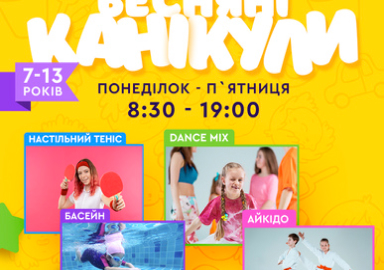 ВЕСНЯНІ
КАНІКУЛИ
7-13
РОКІВ
ПОНЕДІЛОК - П`ЯТНИЦЯ
8:30 - 19:00
НАСТІЛЬНИЙ ТЕНІС
DANCE MIX
БАСЕЙН
АЙКІДО